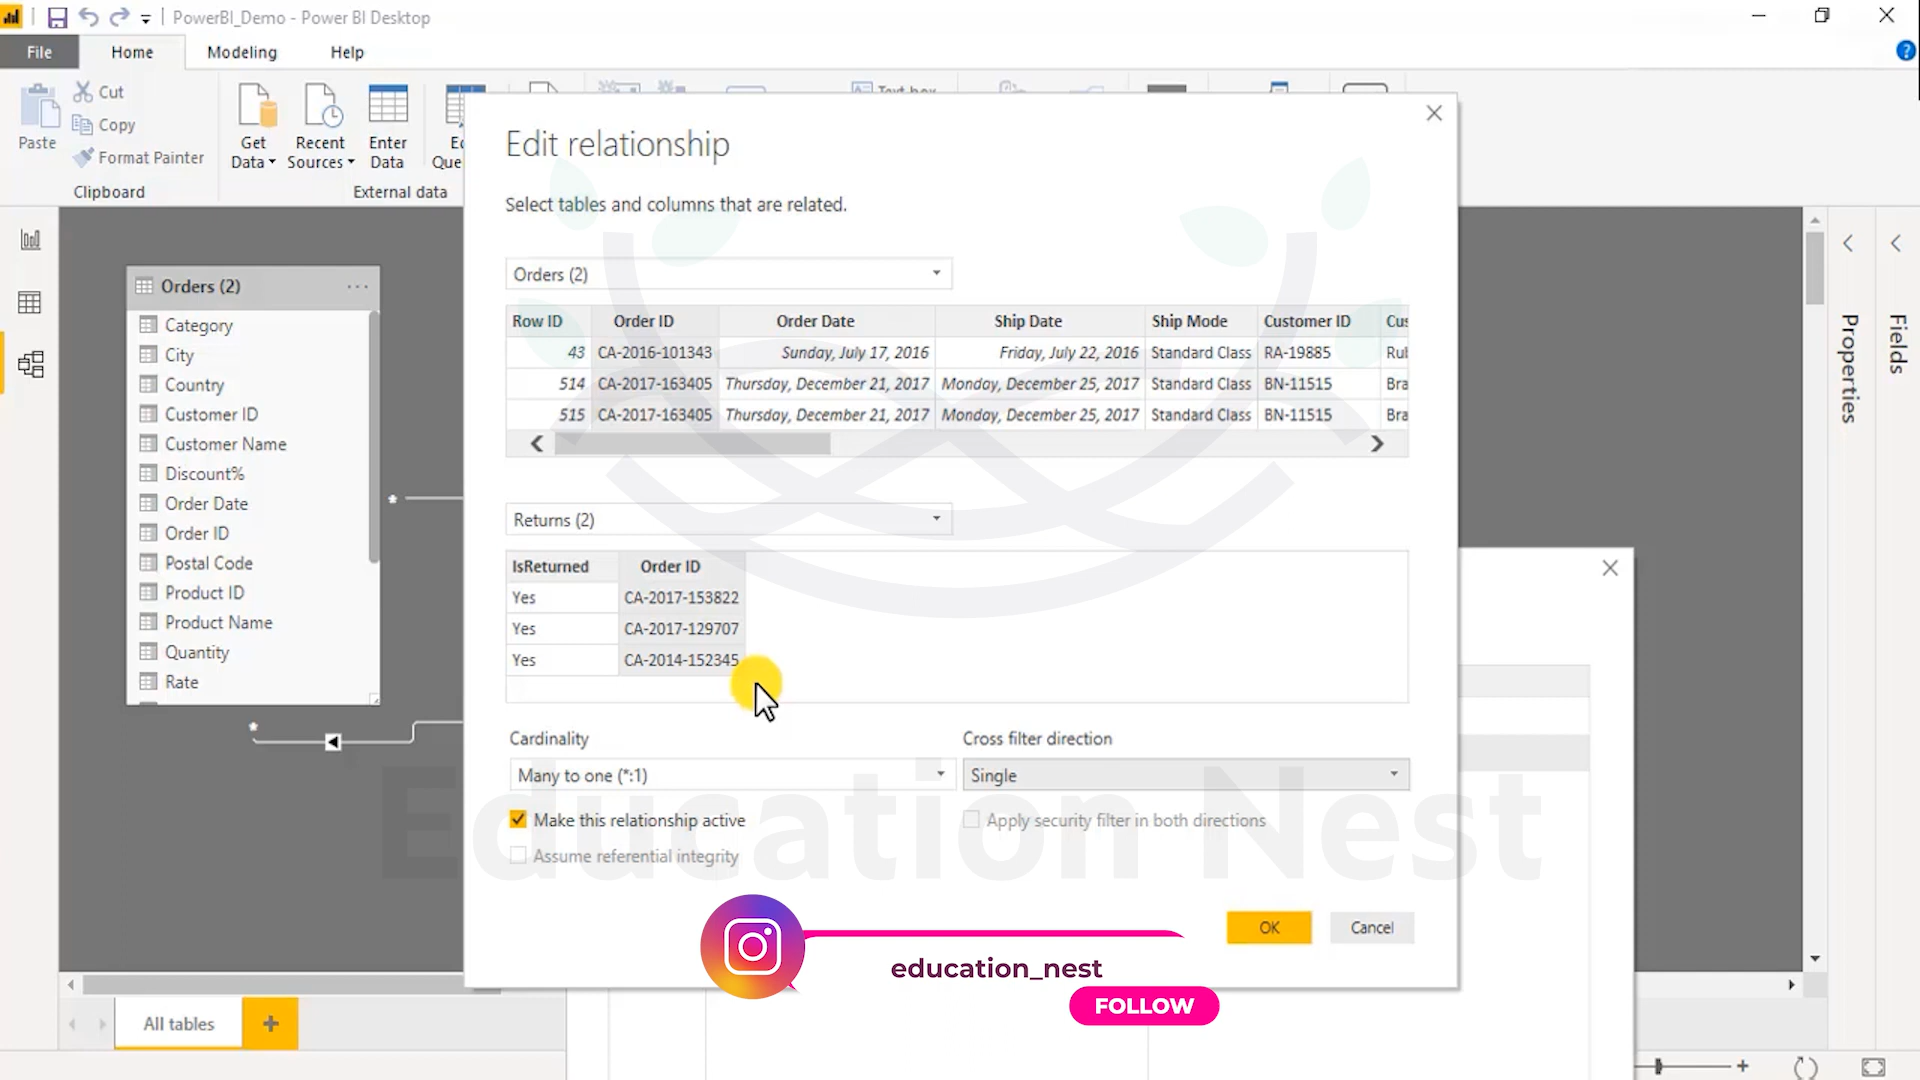 PowerBI_Demo - Power BI Desktop
File
Home
Modeling
Help
?
Paste
Cut
Copy
Format Painter
Clipboard
Get
Data
Recent
Sources
Enter
Data
External data
Text box
Edit relationship
Select tables and columns that are related.
Orders (2)
Row ID Order ID Order Date Ship Date Ship Mode Customer ID
43 CA-2016-101343 Sunday, July 17, 2016 Friday, July 22, 2016 Standard Class RA-19885
514 CA-2017-163405 Thursday, December 21, 2017 Monday, December 25, 2017 Standard Class BN-11515
515 CA-2017-163405 Thursday, December 21, 2017 Monday, December 25, 2017 Standard Class BN-11515
Returns (2)
IsReturned Order ID
Yes CA-2017-153822
Yes CA-2017-129707
Yes CA-2014-152345
Cardinality
Many to one (*:1)
Cross filter direction
Single
Make this relationship active
Apply security filter in both directions
Assume referential integrity
OK
Cancel
Orders (2)
Category
City
Country
Customer ID
Customer Name
Discount%
Order Date
Order ID
Postal Code
Product ID
Product Name
Quantity
Rate
*
*
Properties
Fields
Education Nest
education_nest
FOLLOW
All tables